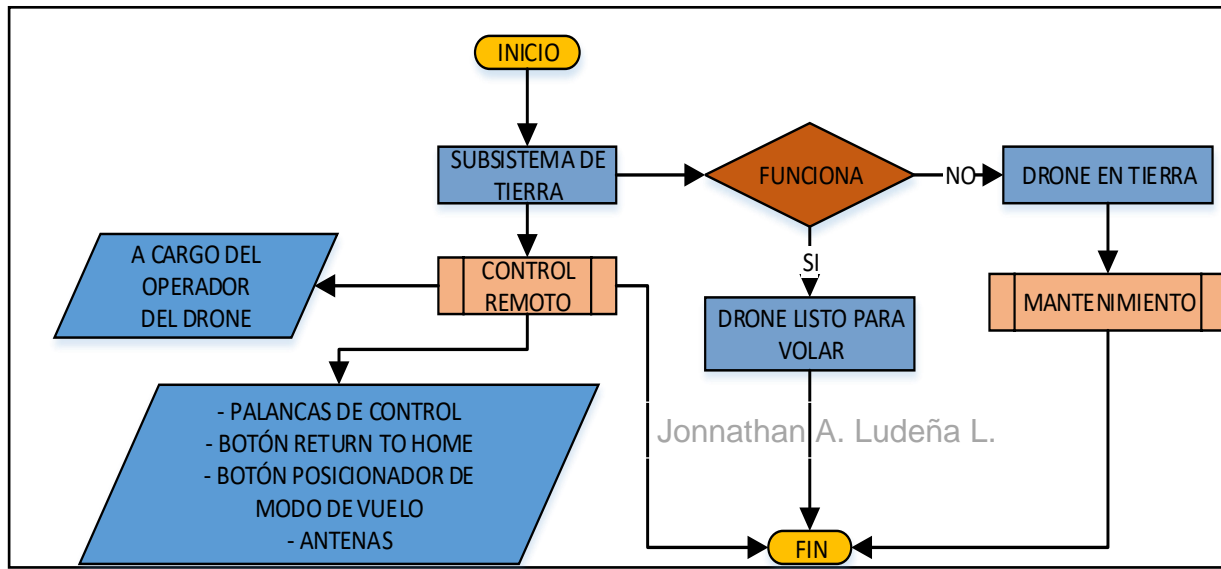 INICIO
SUBSISTEMA DE
TIERRA
FUNCIONA
NO
DRONE EN TIERRA
A CARGO DEL
OPERADOR
DEL DRONE
CONTROL
REMOTO
SI
DRONE LISTO PARA
VOLAR
MANTENIMIENTO
- PALANCAS DE CONTROL
- BOTÓN RETURN TO HOME
- BOTÓN POSICIONADOR DE
MODO DE VUELO
- ANTENAS
Jonnathan A. Ludeña L.
FIN